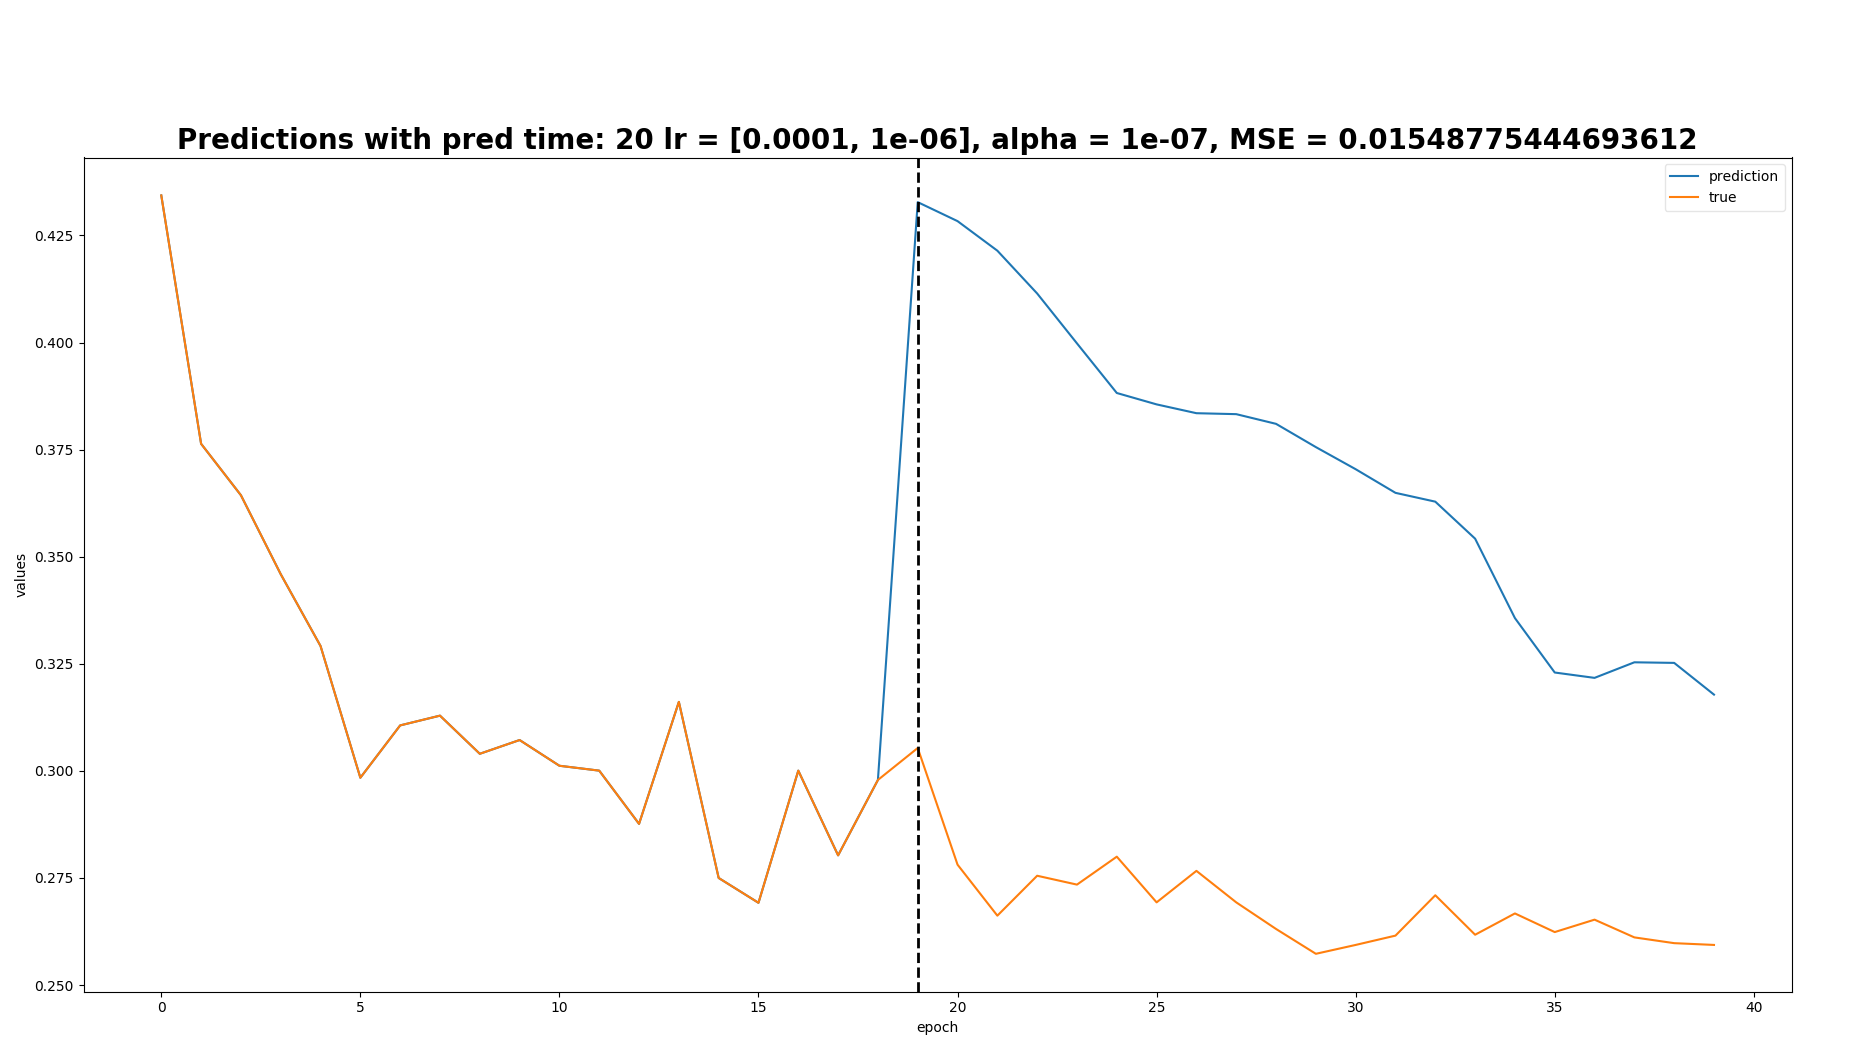 Predictions with pred time: 20 lr = [0.0001, 1e-06], alpha = 1e-07, MSE = 0.01548775444693612
prediction
true
0.425
0.400
0.375
0.350
0.325
0.300
0.275
0.250
values
0 5 10 15 20 25 30 35 40
epoch